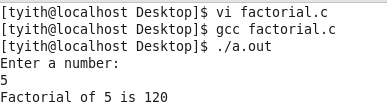 [tyith@localhost Desktop]$ vi factorial.c
[tyith@localhost Desktop]$ gcc factorial.c
[tyith@localhost Desktop]$ ./a.out
Enter a number:
5
Factorial of 5 is 120